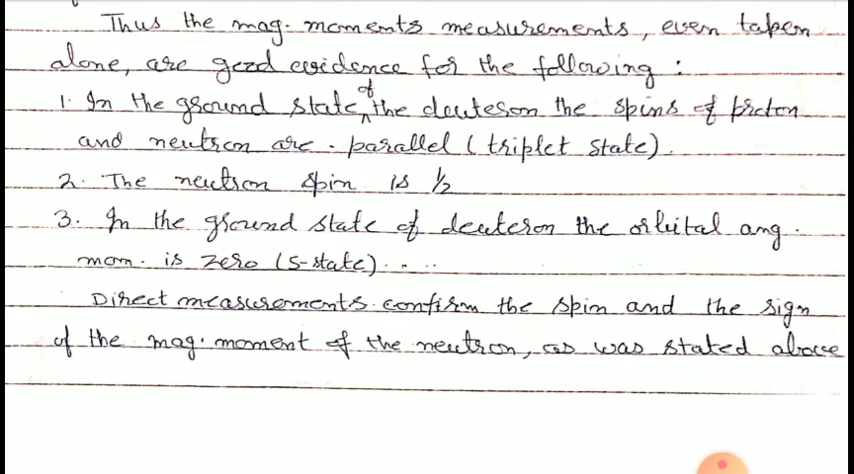 Thus the mag. moments measurements, even taken
alone, are good evidence for the following :
1. In the ground state of the deuteron the spins of proton
and neutron are . parallel (triplet state).
2. The neutron spin is 1/2
3. In the ground state of deuteron the orbital ang.
mom. is zero (S-state). . . .
Direct measurements confirm the spin and the sign
of the mag. moment of the neutron, as was stated above